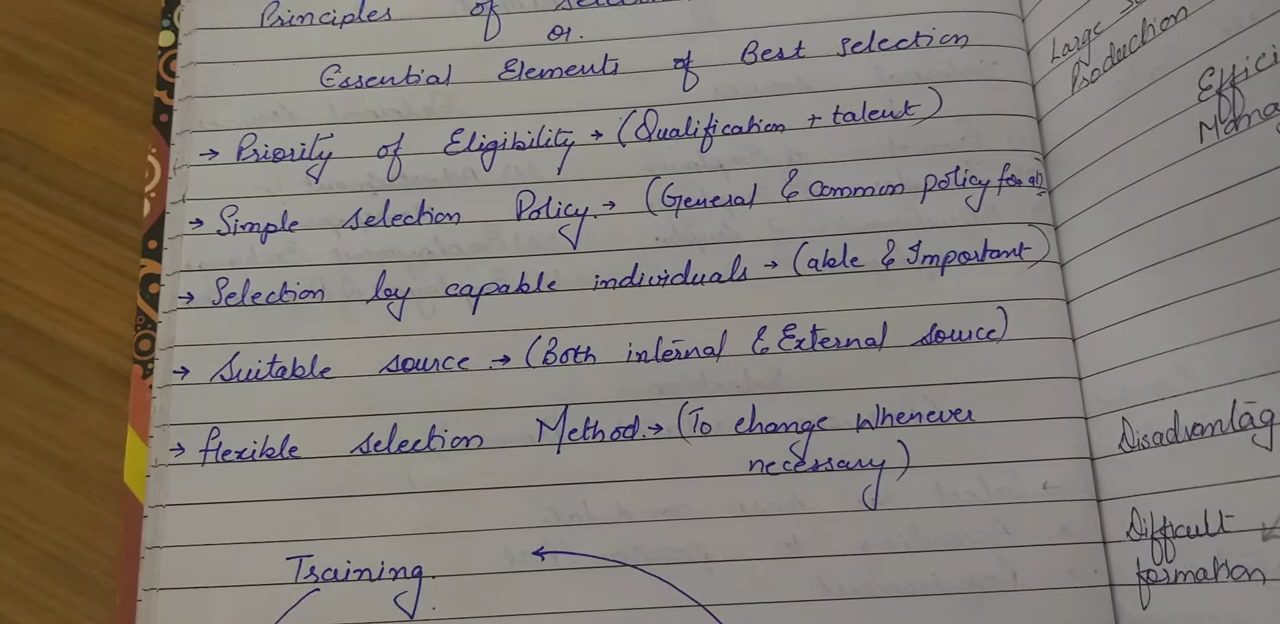 Principles of
or.
Essential Elements of Best selection
→ Priority of Eligibility → (Qualification + talent)
→ Simple selection Policy. → (General & Common policy for all)
→ Selection by capable individuals → (able & Important)
→ Suitable source. → (Both internal & External source)
→ flexible selection Method. → (To change Whenever
necessary)
Training.
Large
Production
Disadvantag
Difficult
formation